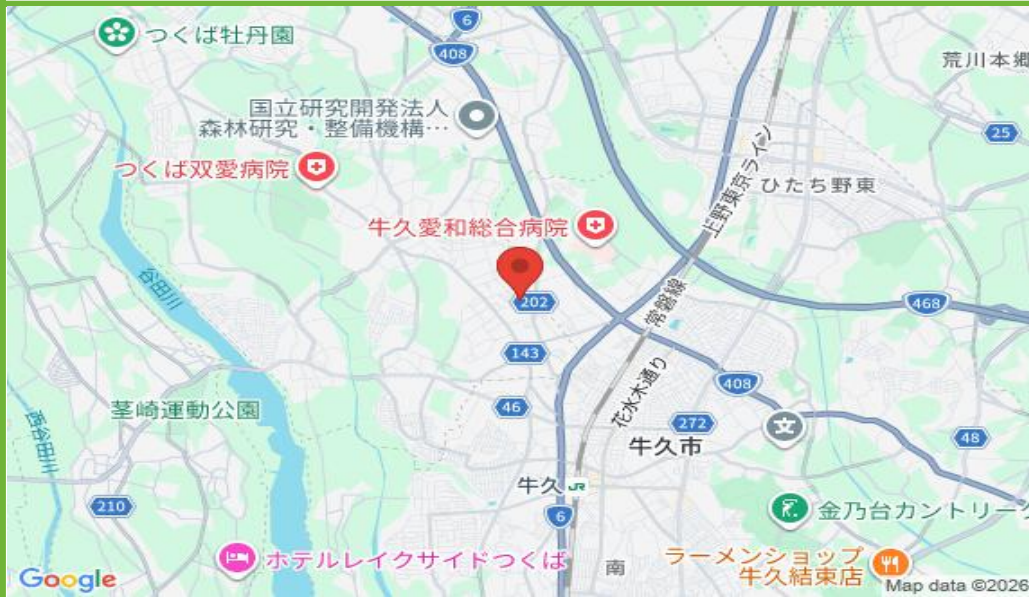 つくば牡丹園
6
408
荒川本郷
国立研究開発法人
森林研究・整備機構…
25
つくば双愛病院
上野東京ライン
ひたち野東
牛久愛和総合病院
谷田川
202
常磐線
468
143
花水木通り
408
46
茎崎運動公園
272
牛久市
48
西谷田川
牛久 JR
210
6
金乃台カントリーク
ホテルレイクサイドつくば
南
ラーメンショップ
牛久結束店
Google
Map data ©2026